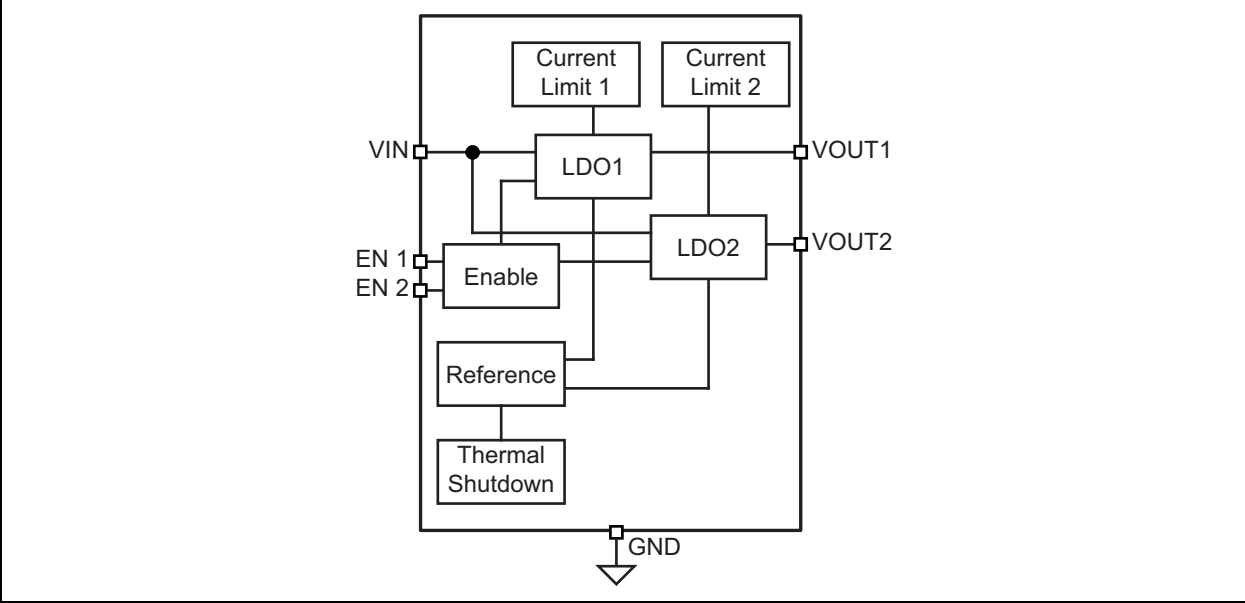 Current
Limit 1
Current
Limit 2
VIN
LDO1
VOUT1
LDO2
VOUT2
EN 1
EN 2
Enable
Reference
Thermal
Shutdown
GND